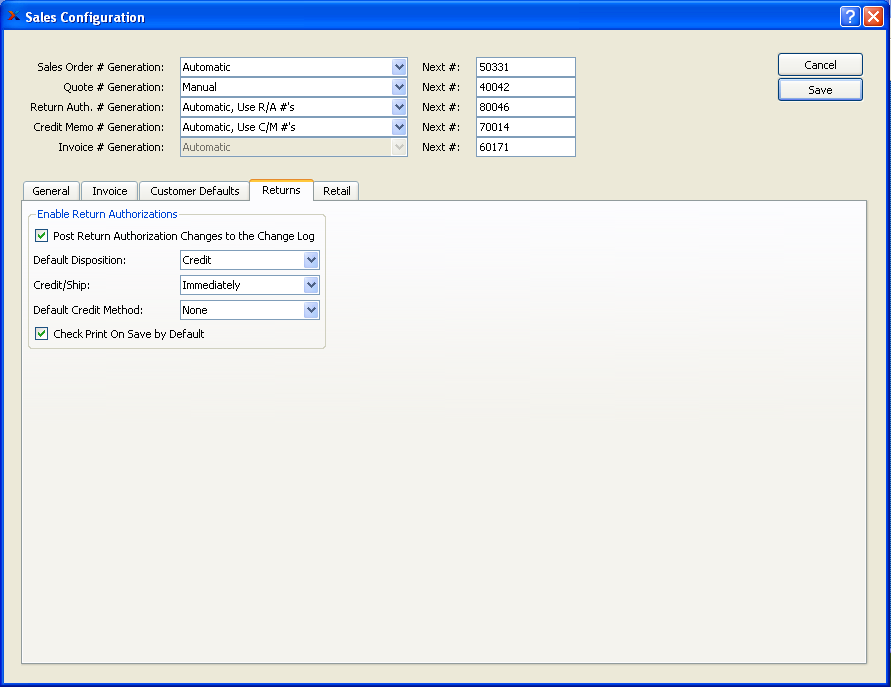 Sales Configuration
Sales Order # Generation: Automatic Next #: 50331 Cancel
Quote # Generation: Manual Next #: 40042 Save
Return Auth. # Generation: Automatic, Use R/A #'s Next #: 80046
Credit Memo # Generation: Automatic, Use C/M #'s Next #: 70014
Invoice # Generation: Automatic Next #: 60171
General Invoice Customer Defaults Returns Retail
Enable Return Authorizations
Post Return Authorization Changes to the Change Log
Default Disposition: Credit
Credit/Ship: Immediately
Default Credit Method: None
Check Print On Save by Default